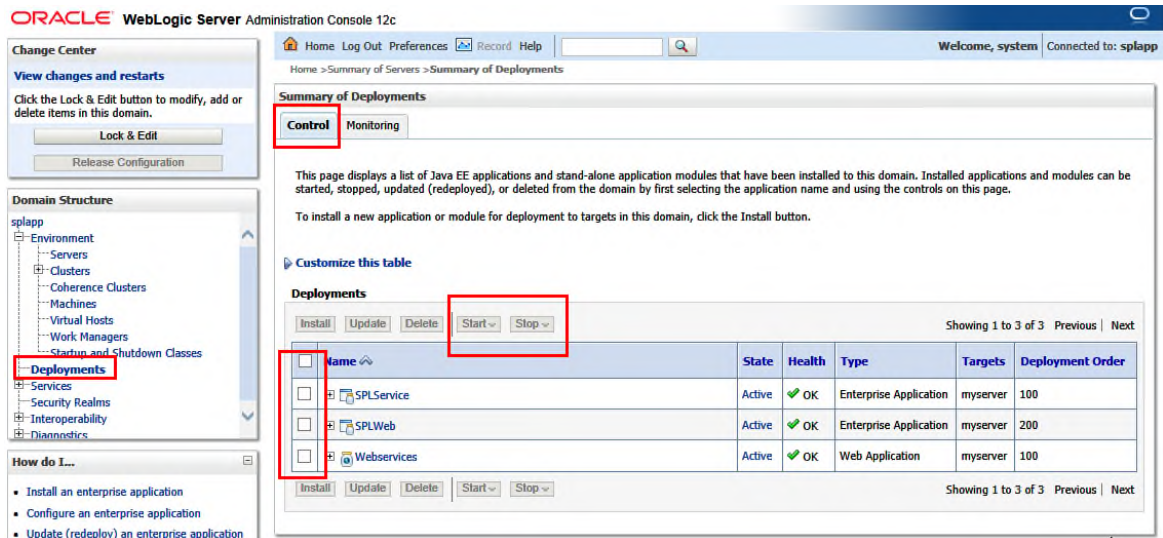 ORACLE WebLogic Server Administration Console 12c
Change Center
View changes and restarts
Click the Lock & Edit button to modify, add or
delete items in this domain.
Lock & Edit
Release Configuration
Domain Structure
splapp
Environment
Servers
Clusters
Coherence Clusters
Machines
Virtual Hosts
Work Managers
Startup and Shutdown Classes
Deployments
Services
Security Realms
Interoperability
Diagnostics
How do I...
Install an enterprise application
Configure an enterprise application
Update (redeploy) an enterprise application
Home Log Out Preferences Record Help
Welcome, system Connected to: splapp
Home >Summary of Servers >Summary of Deployments
Summary of Deployments
Control Monitoring
This page displays a list of Java EE applications and stand-alone application modules that have been installed to this domain. Installed applications and modules can be
started, stopped, updated (redeployed), or deleted from the domain by first selecting the application name and using the controls on this page.
To install a new application or module for deployment to targets in this domain, click the Install button.
Customize this table
Deployments
Install Update Delete Start Stop Showing 1 to 3 of 3 Previous | Next
Name State Health Type Targets Deployment Order
SPLService Active OK Enterprise Application myserver 100
SPLWeb Active OK Enterprise Application myserver 200
Webservices Active OK Web Application myserver 100
Install Update Delete Start Stop Showing 1 to 3 of 3 Previous | Next